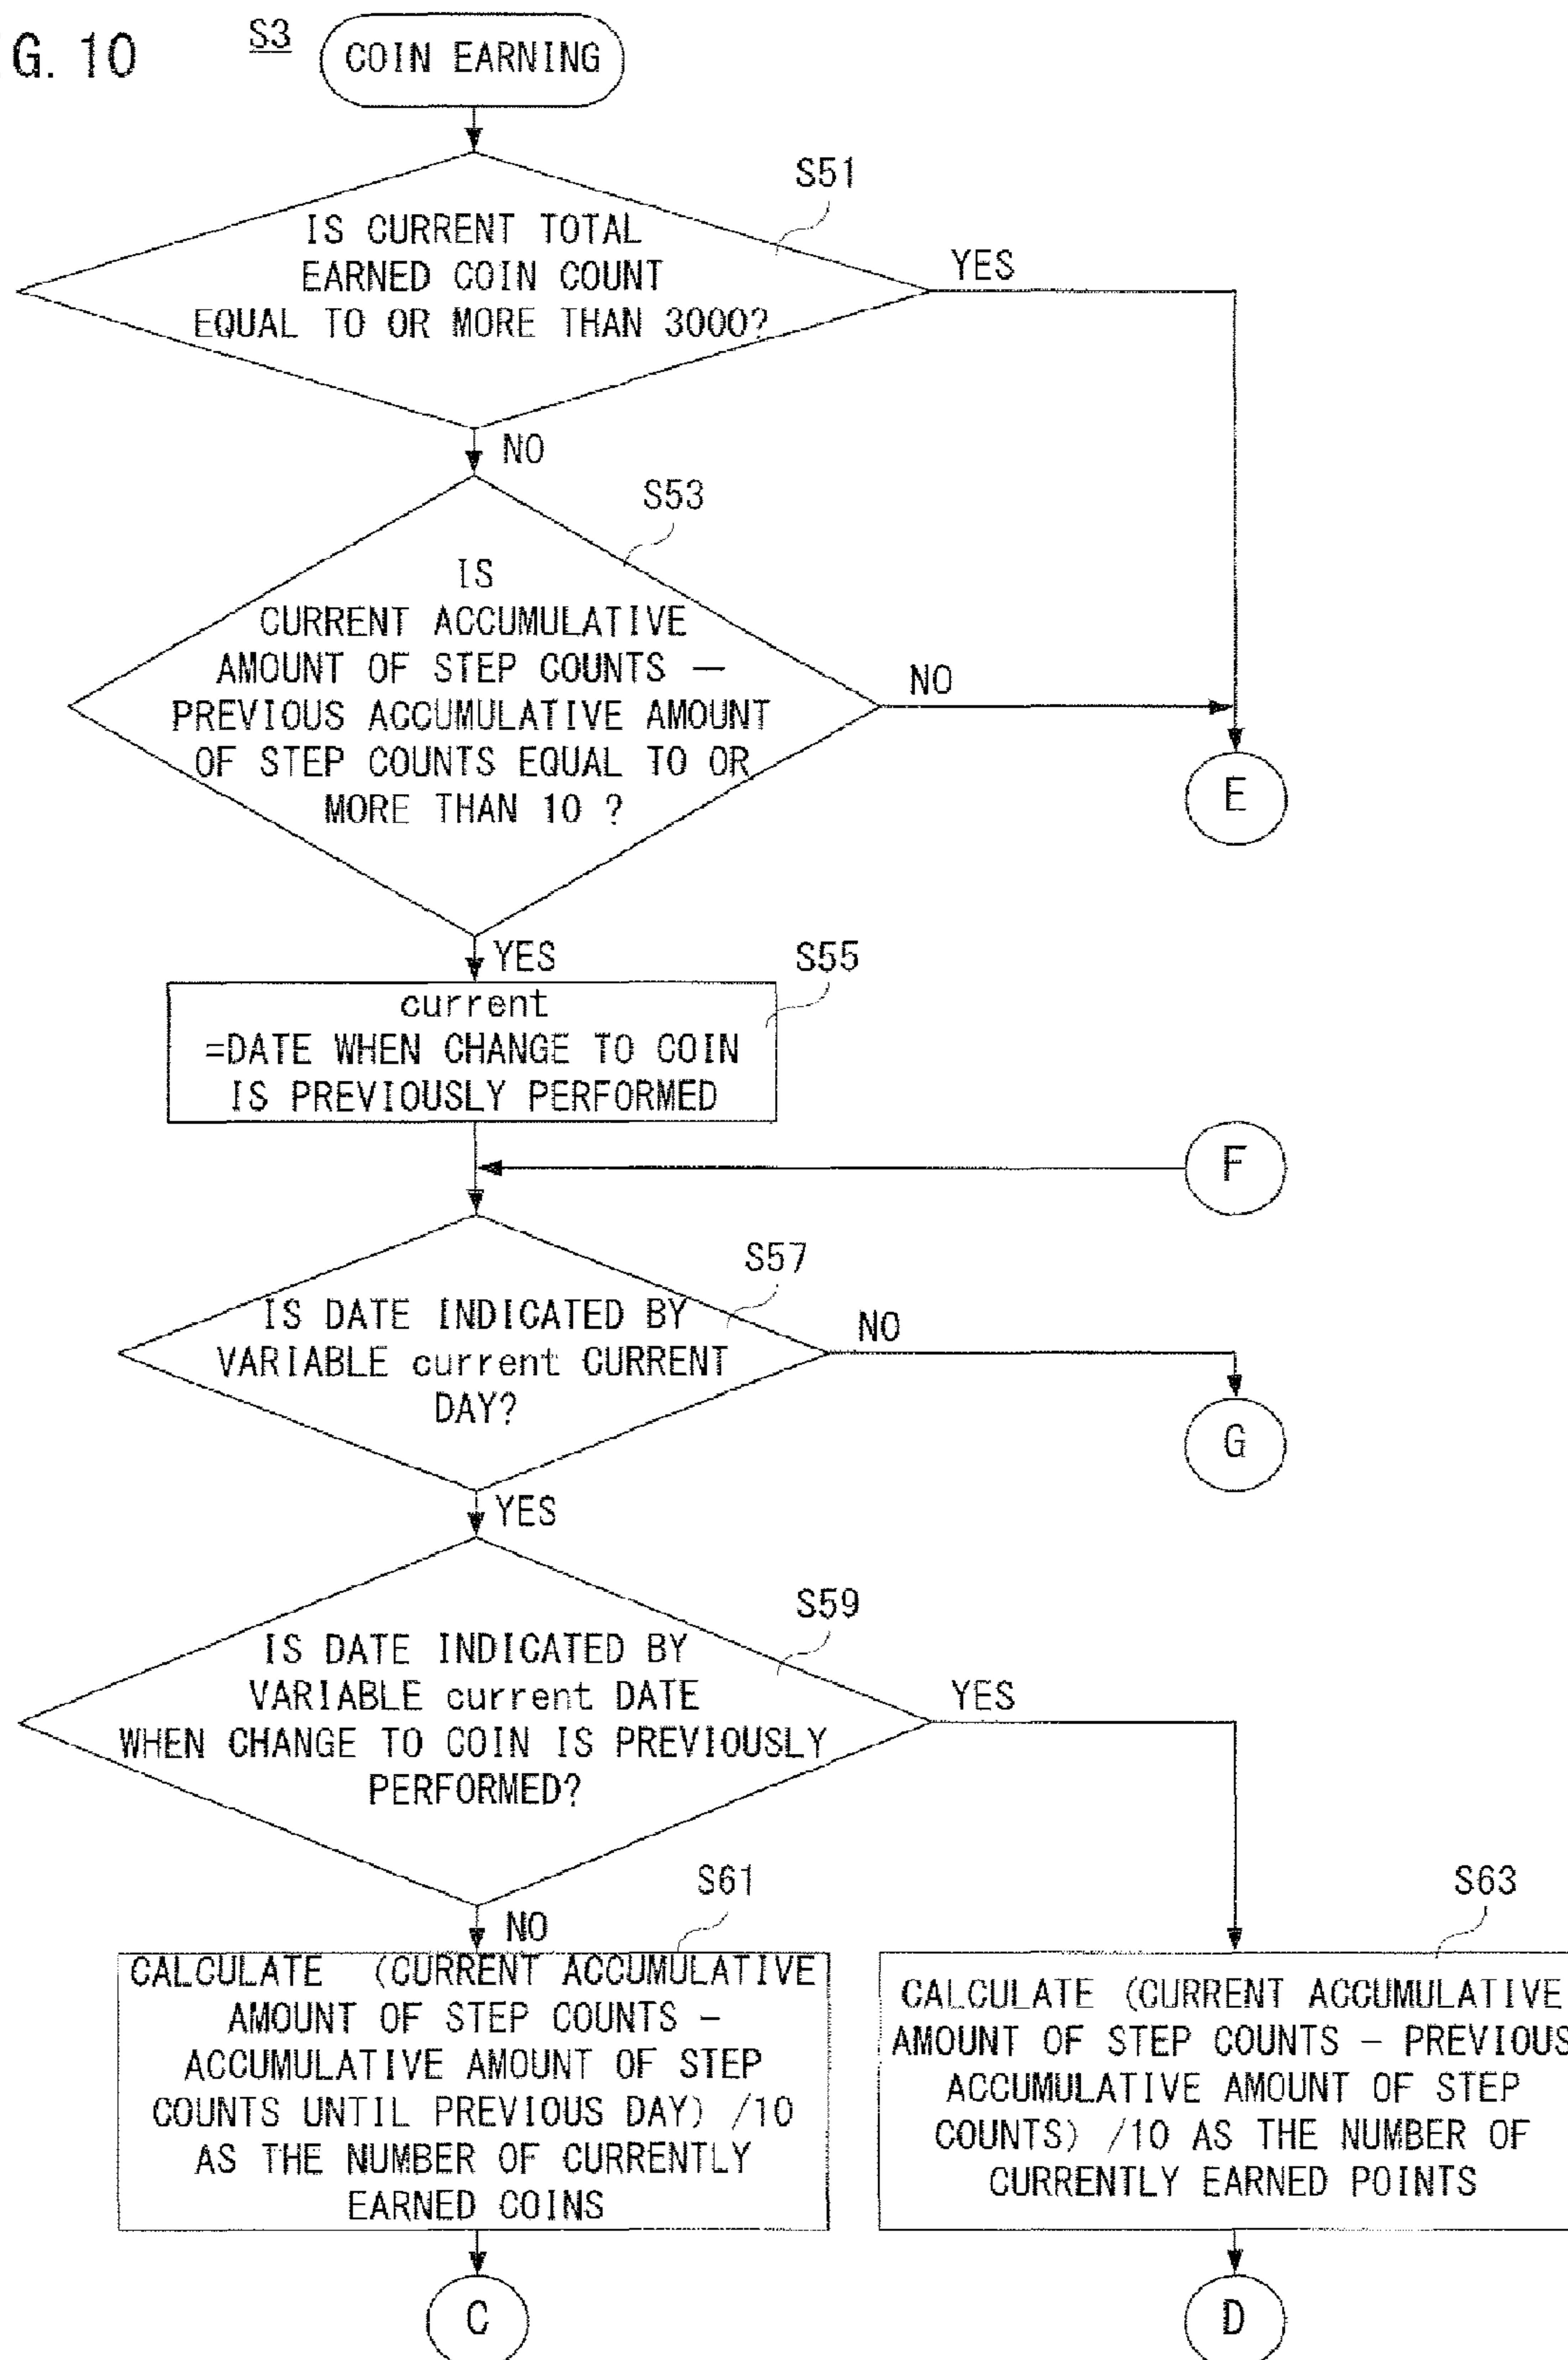 G. 10
S3
COIN EARNING
S51
IS CURRENT TOTAL
EARNED COIN COUNT
EQUAL TO OR MORE THAN 3000?
YES
NO
S53
IS
CURRENT ACCUMULATIVE
AMOUNT OF STEP COUNTS —
PREVIOUS ACCUMULATIVE AMOUNT
OF STEP COUNTS EQUAL TO OR
MORE THAN 10 ?
NO
E
YES
S55
current
=DATE WHEN CHANGE TO COIN
IS PREVIOUSLY PERFORMED
F
S57
IS DATE INDICATED BY
VARIABLE current CURRENT
DAY?
NO
G
YES
S59
IS DATE INDICATED BY
VARIABLE current DATE
WHEN CHANGE TO COIN IS PREVIOUSLY
PERFORMED?
YES
NO
S61
CALCULATE (CURRENT ACCUMULATIVE
AMOUNT OF STEP COUNTS -
ACCUMULATIVE AMOUNT OF STEP
COUNTS UNTIL PREVIOUS DAY) /10
AS THE NUMBER OF CURRENTLY
EARNED COINS
S63
CALCULATE (CURRENT ACCUMULATIVE
AMOUNT OF STEP COUNTS - PREVIOUS
ACCUMULATIVE AMOUNT OF STEP
COUNTS) /10 AS THE NUMBER OF
CURRENTLY EARNED POINTS
C
D